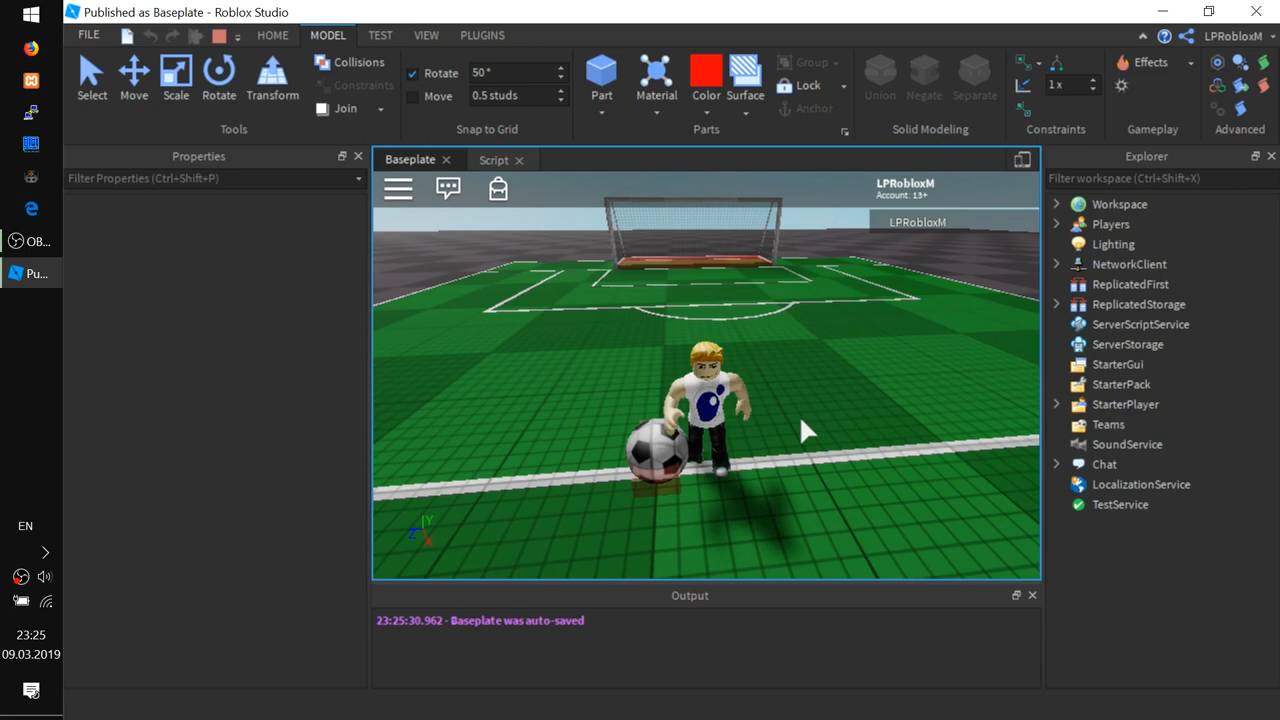 Published as Baseplate - Roblox Studio
FILE HOME MODEL TEST VIEW PLUGINS LPRobloxM
Select Move Scale Rotate Transform
Collisions
Constraints
Join
Tools
Rotate 50°
Move 0.5 studs
Snap to Grid
Part Material Color Surface
Group
Lock
Anchor
Parts
Union Negate Separate
Solid Modeling
1 x
Constraints
Effects
Gameplay
Advanced
Properties
Filter Properties (Ctrl+Shift+P)
Baseplate Script
LPRobloxM
Account: 13+
LPRobloxM
Y
Z
X
Output
23:25:30.962 - Baseplate was auto-saved
Explorer
Filter workspace (Ctrl+Shift+X)
Workspace
Players
Lighting
NetworkClient
ReplicatedFirst
ReplicatedStorage
ServerScriptService
ServerStorage
StarterGui
StarterPack
StarterPlayer
Teams
SoundService
Chat
LocalizationService
TestService
OB...
Pu...
EN
23:25
09.03.2019